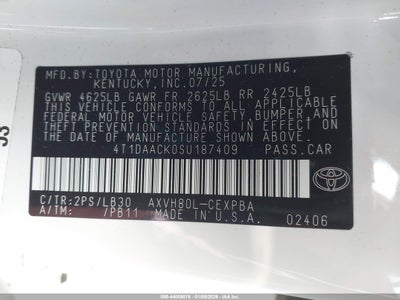 MFD.BY:TOYOTA MOTOR MANUFACTURING,
KENTUCKY,INC.07/25
GVWR 4625LB GAWR FR 2625LB RR 2425LB
THIS VEHICLE CONFORMS TO ALL APPLICABLE
FEDERAL MOTOR VEHICLE SAFETY,BUMPER,AND
THEFT PREVENTION STANDARDS IN EFFECT ON
THE DATE OF MANUFACTURE SHOWN ABOVE.
4T1DAACK0SU187409 PASS.CAR
C/TR:2PS/LB30 AXVH80L-CEXPBA
A/TM: /PB11 MADE IN U.S.A. 02406
TOYOTA